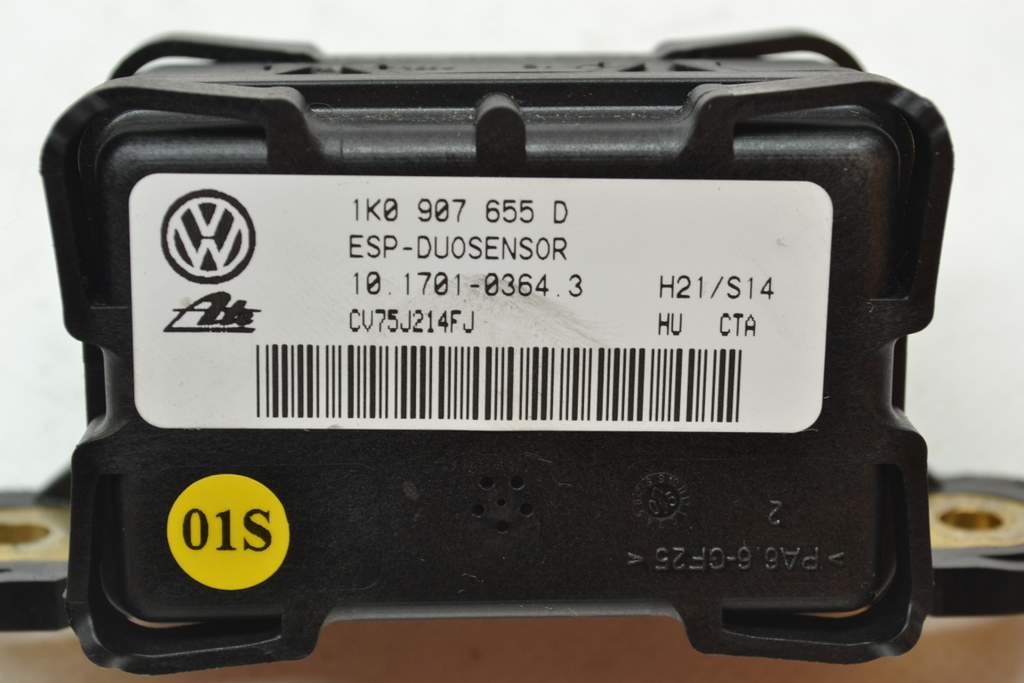 1K0 907 655 D
ESP-DUOSENSOR
10.1701-0364.3 H21/S14
Ate CV75J214FJ HU CTA
01S
2
>PA6.6-GF25<